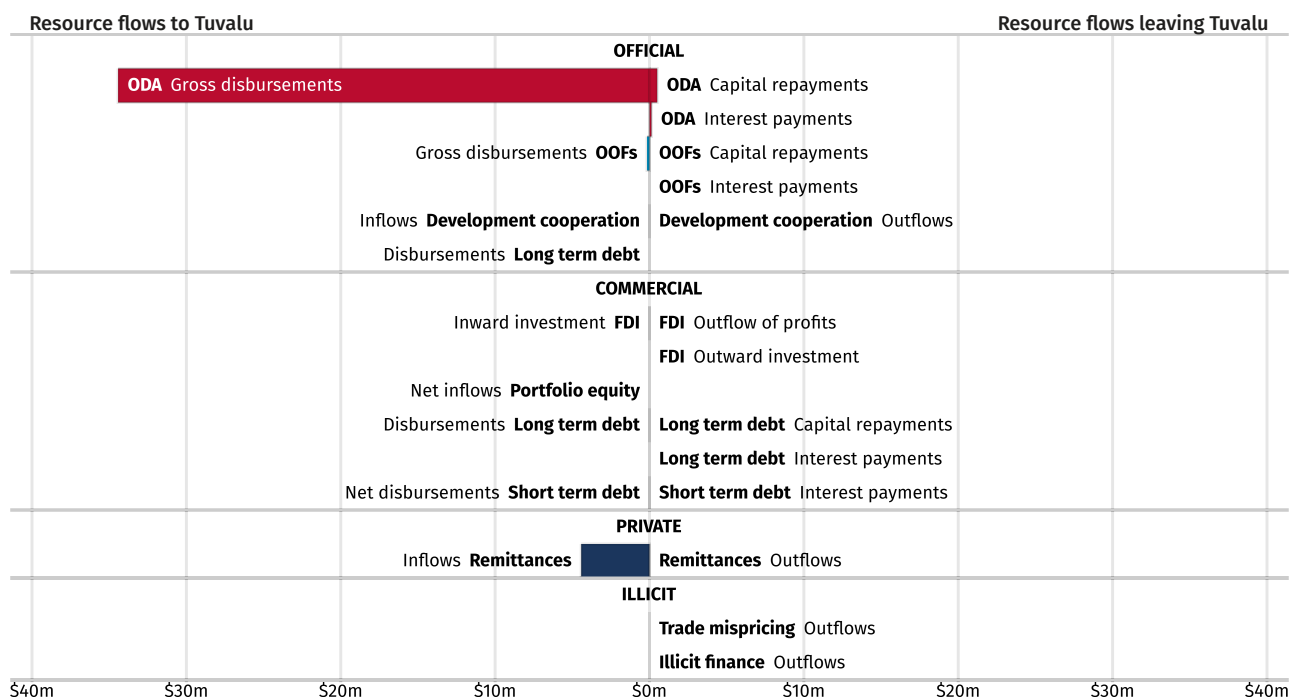 Resource flows to Tuvalu Resource flows leaving Tuvalu
OFFICIAL
ODA Gross disbursements ODA Capital repayments
ODA Interest payments
Gross disbursements OOFs OOFs Capital repayments
OOFs Interest payments
Inflows Development cooperation Development cooperation Outflows
Disbursements Long term debt
COMMERCIAL
Inward investment FDI FDI Outflow of profits
FDI Outward investment
Net inflows Portfolio equity
Disbursements Long term debt Long term debt Capital repayments
Long term debt Interest payments
Net disbursements Short term debt Short term debt Interest payments
PRIVATE
Inflows Remittances Remittances Outflows
ILLICIT
Trade mispricing Outflows
Illicit finance Outflows
$40m $30m $20m $10m $0m $10m $20m $30m $40m